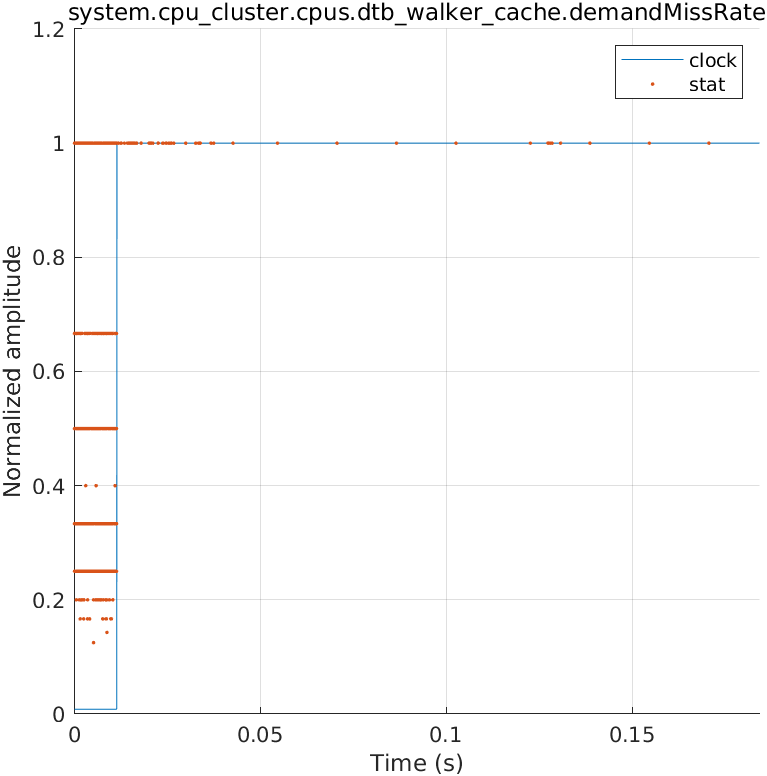 system.cpu_cluster.cpus.dtb_walker_cache.demandMissRate
1.2
clock
stat
1
0.8
Normalized amplitude
0.6
0.4
0.2
0
0 0.05 0.1 0.15
Time (s)